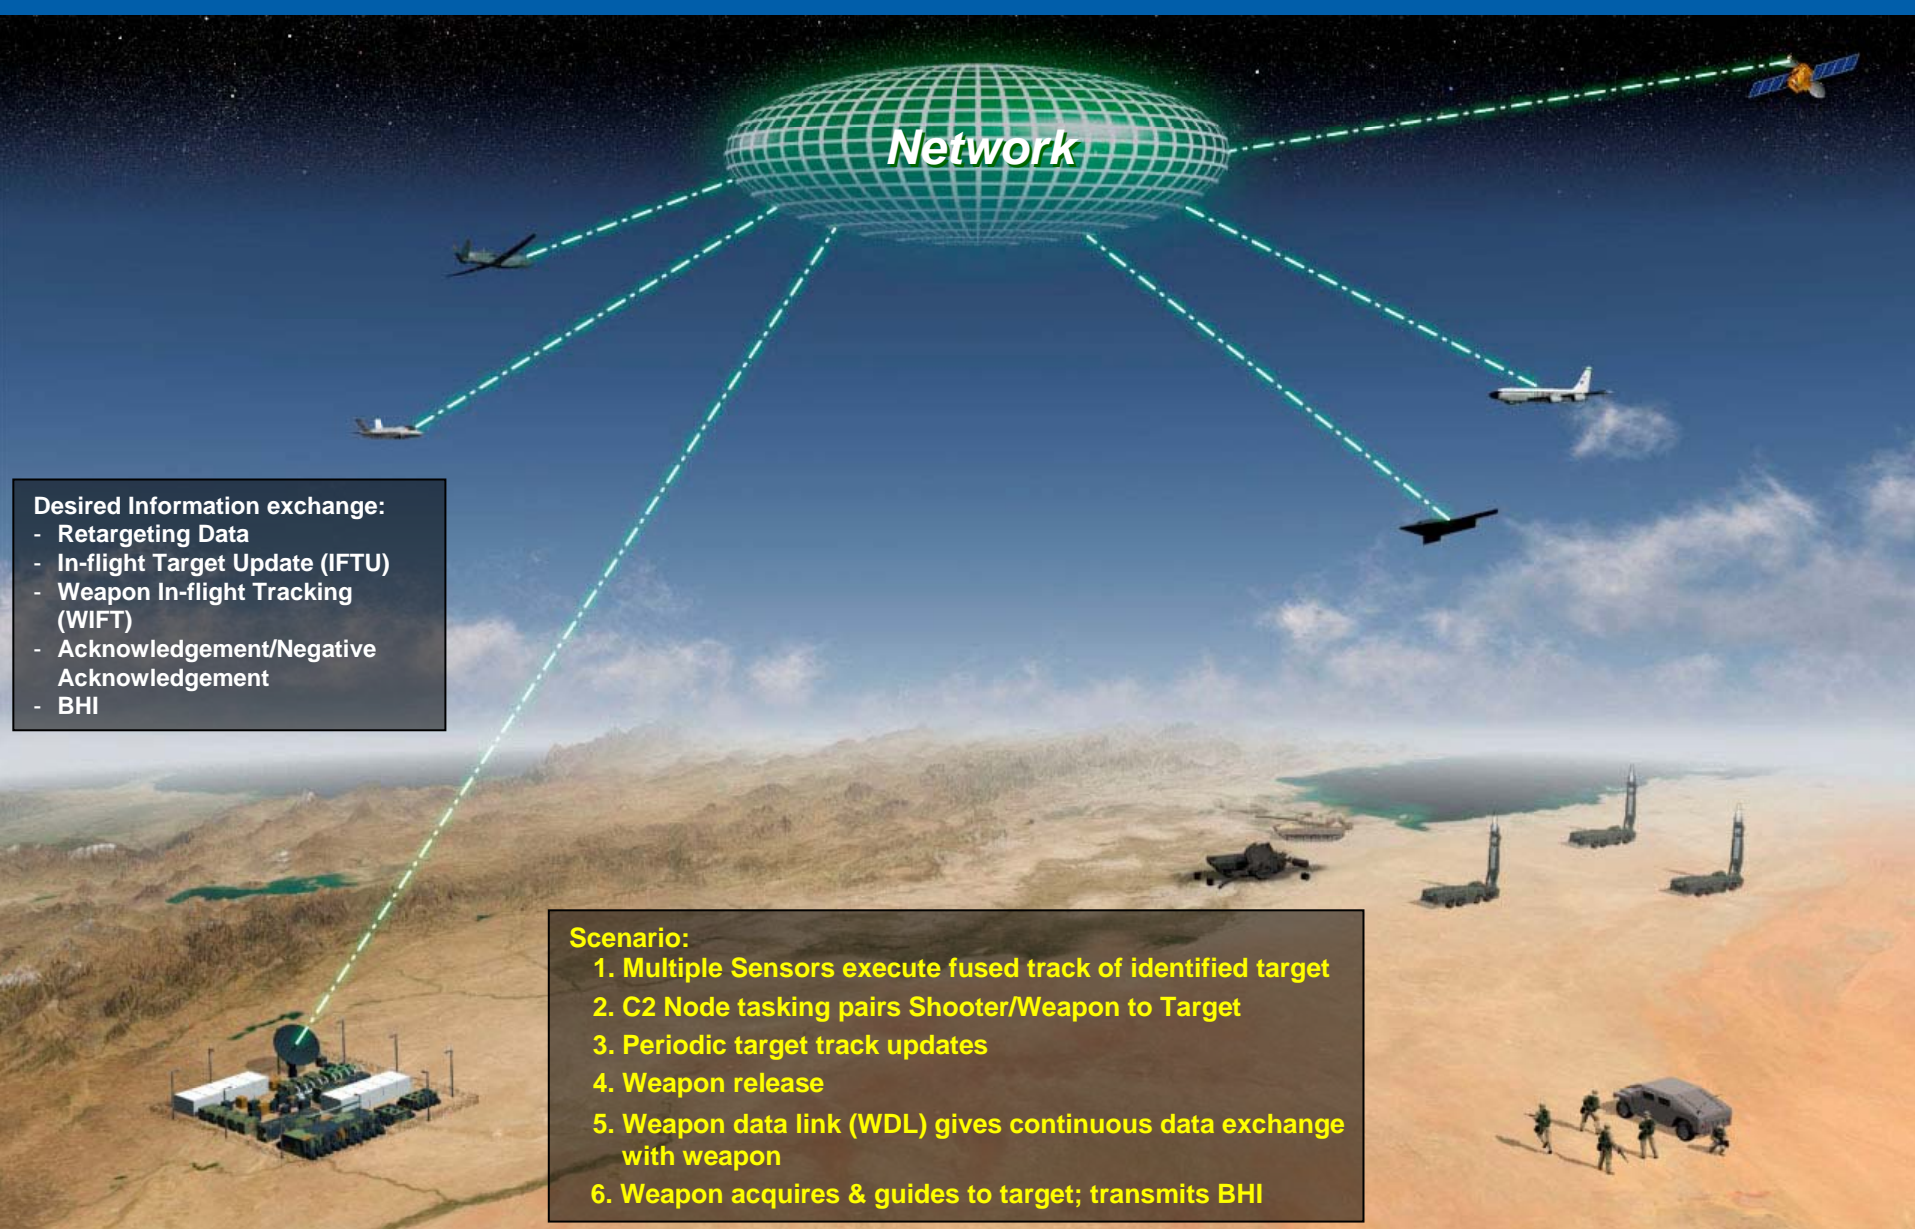 Network
Desired Information exchange:
- Retargeting Data
- In-flight Target Update (IFTU)
- Weapon In-flight Tracking
(WIFT)
- Acknowledgement/Negative
Acknowledgement
- BHI
Scenario:
1. Multiple Sensors execute fused track of identified target
2. C2 Node tasking pairs Shooter/Weapon to Target
3. Periodic target track updates
4. Weapon release
5. Weapon data link (WDL) gives continuous data exchange
with weapon
6. Weapon acquires & guides to target; transmits BHI